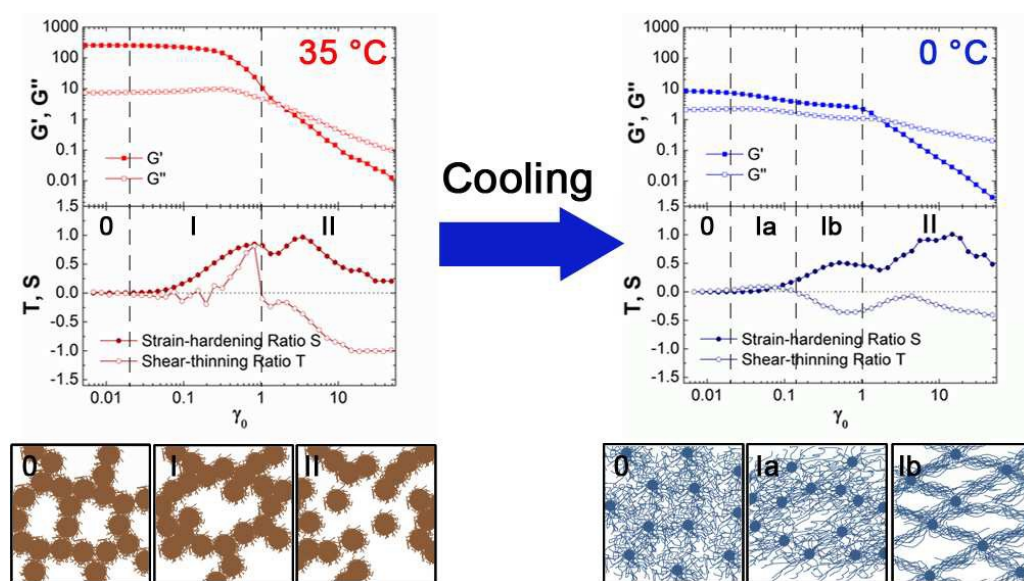 1000
100
10
1
0.1
0.01
G', G"
35 °C
G'
G"
1.5
1.0
0.5
0.0
-0.5
-1.0
-1.5
T, S
0
I
II
Strain-hardening Ratio S
Shear-thinning Ratio T
0.01
0.1
1
10
γ₀
Cooling
1000
100
10
1
0.1
0.01
G', G"
0 °C
G'
G"
1.5
1.0
0.5
0.0
-0.5
-1.0
-1.5
T, S
0
Ia
Ib
II
Strain-hardening Ratio S
Shear-thinning Ratio T
0.01
0.1
1
10
γ₀
0
I
II
0
Ia
Ib